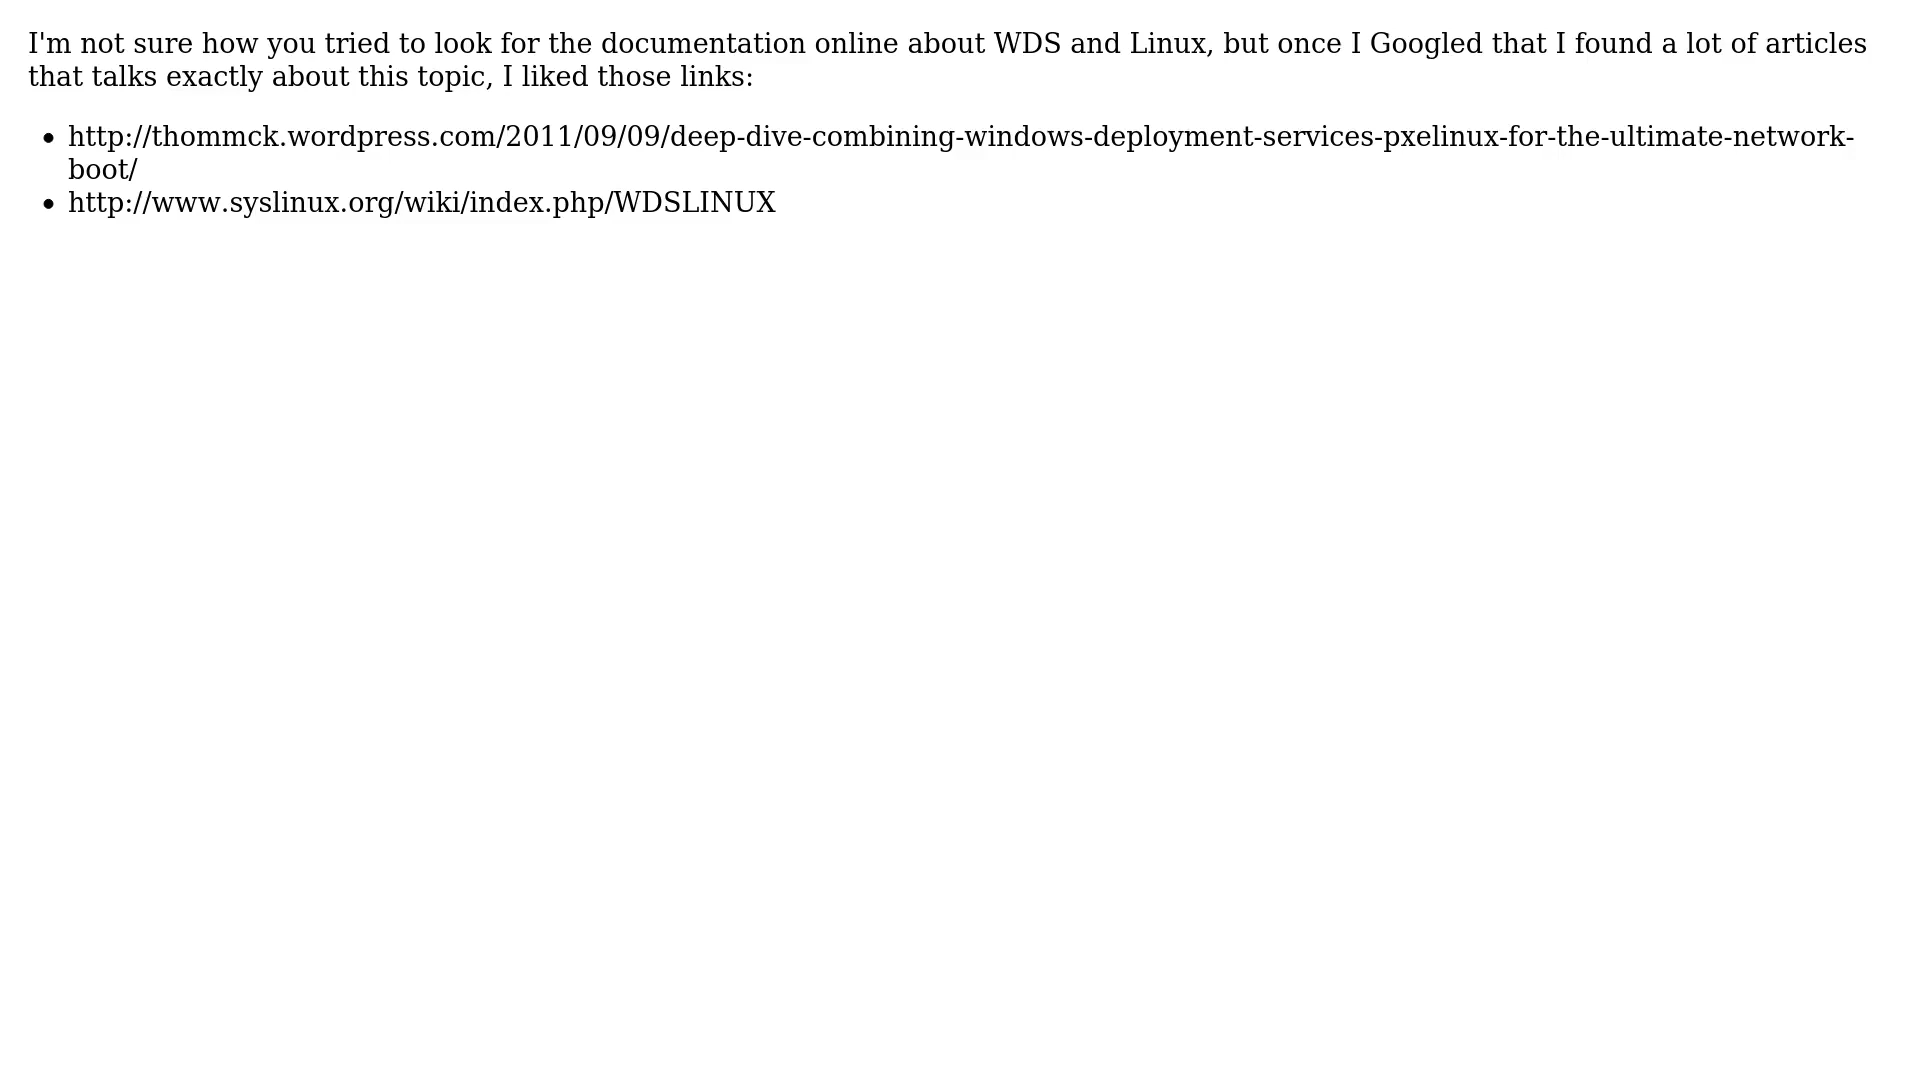 I'm not sure how you tried to look for the documentation online about WDS and Linux, but once I Googled that I found a lot of articles
that talks exactly about this topic, I liked those links:
• http://thommck.wordpress.com/2011/09/09/deep-dive-combining-windows-deployment-services-pxelinux-for-the-ultimate-network-
boot/
• http://www.syslinux.org/wiki/index.php/WDSLINUX